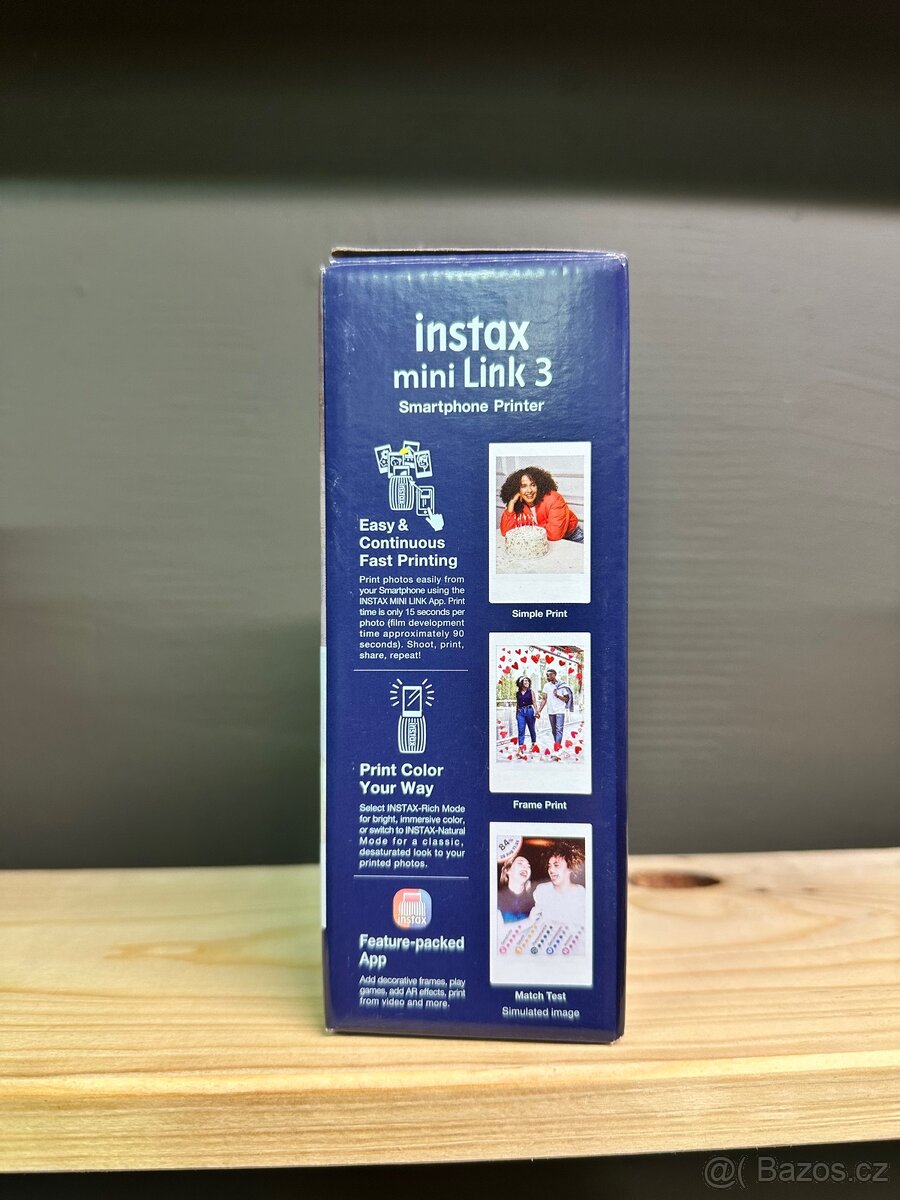 instax
mini Link 3
Smartphone Printer
Easy &
Continuous
Fast Printing
Print photos easily from
your Smartphone using the
INSTAX MINI LINK App. Print
time is only 15 seconds per
photo (film development
time approximately 90
seconds). Shoot, print,
share, repeat!
Simple Print
Print Color
Your Way
Select INSTAX-Rich Mode
for bright, immersive color,
or switch to INSTAX-Natural
Mode for a classic,
desaturated look to your
printed photos.
Frame Print
instax
Feature-packed
App
Add decorative frames, play
games, add AR effects, print
from video and more.
84%
Match Test
Simulated image
@( Bazos.cz